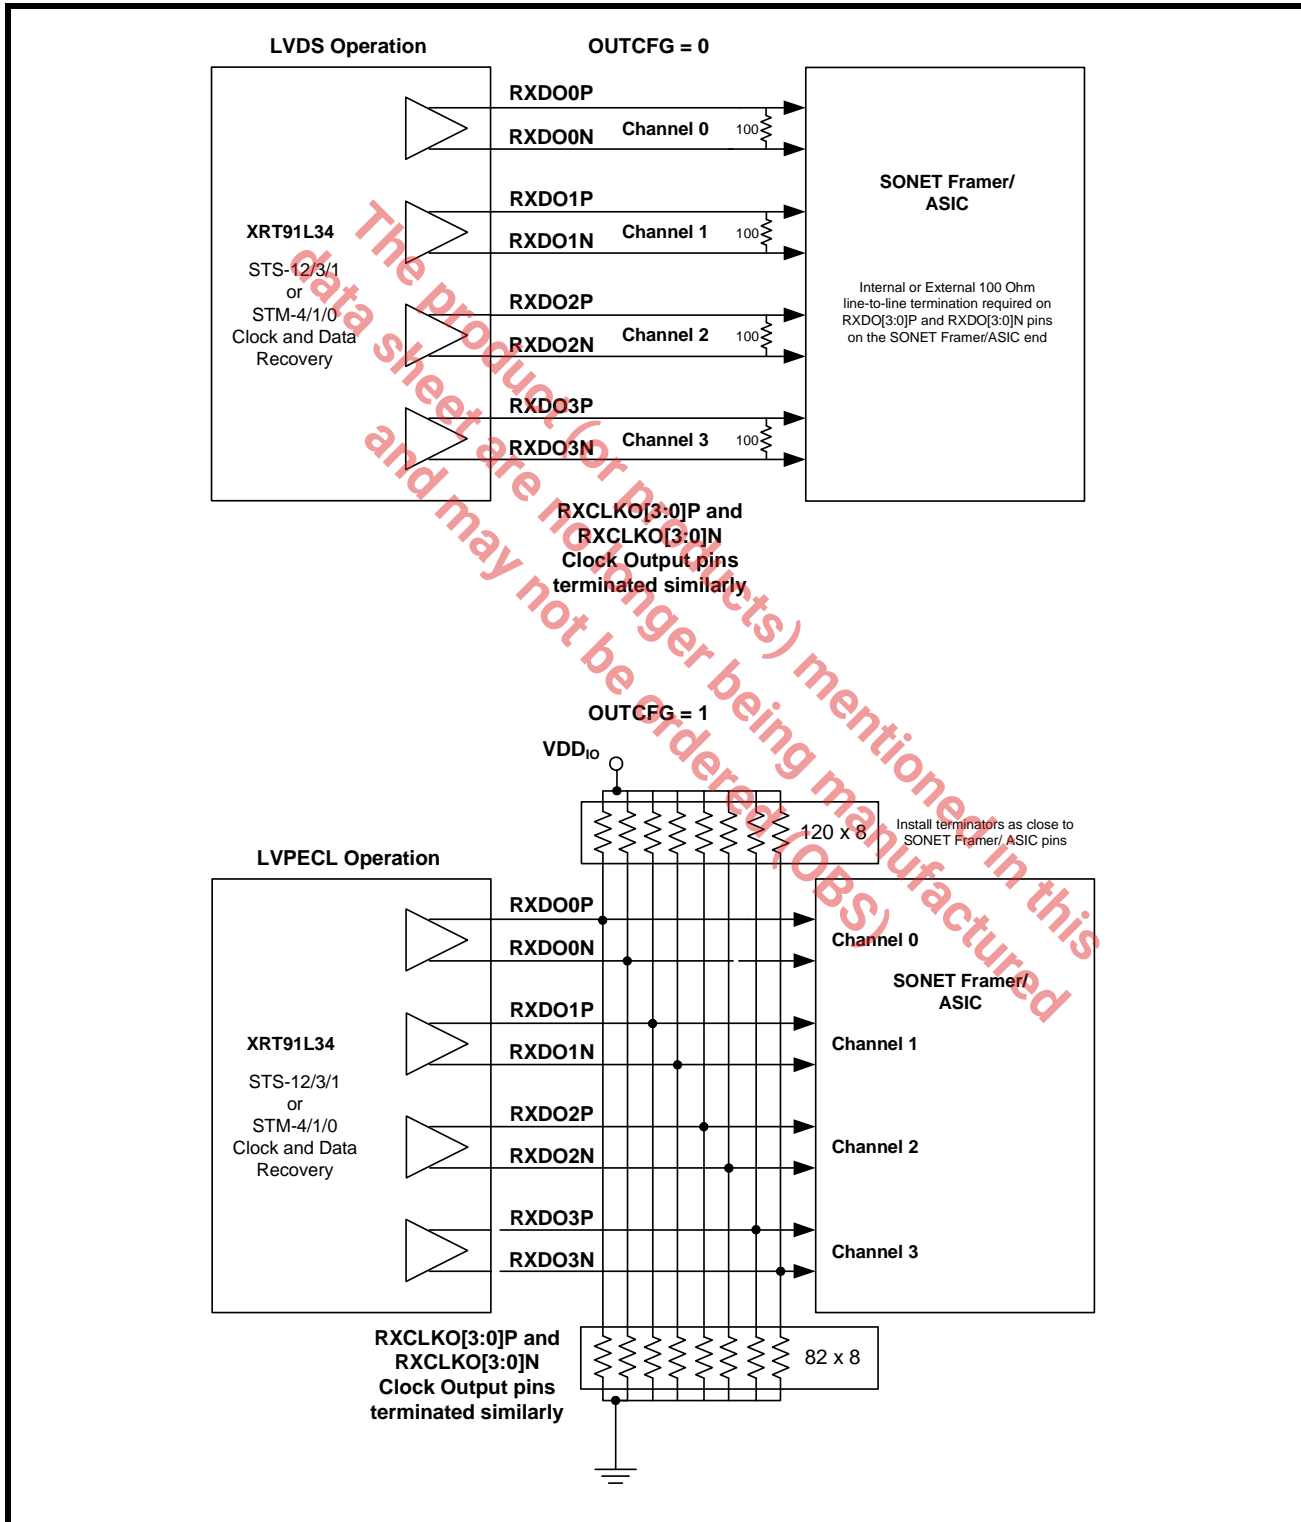 LVDS Operation
OUTCFG = 0
RXDO0P
RXDO0N
Channel 0
100
RXDO1P
RXDO1N
Channel 1
100
RXDO2P
RXDO2N
Channel 2
100
RXDO3P
RXDO3N
Channel 3
100
XRT91L34
STS-12/3/1
or
STM-4/1/0
Clock and Data
Recovery
SONET Framer/
ASIC
Internal or External 100 Ohm
line-to-line termination required on
RXDO[3:0]P and RXDO[3:0]N pins
on the SONET Framer/ASIC end
RXCLKO[3:0]P and
RXCLKO[3:0]N
Clock Output pins
terminated similarly
The product (or products) mentioned in this
data sheet are no longer being manufactured
and may not be ordered (OBS)
OUTCFG = 1
VDDIO
120 x 8
Install terminators as close to
SONET Framer/ ASIC pins
LVPECL Operation
RXDO0P
RXDO0N
Channel 0
SONET Framer/
ASIC
RXDO1P
RXDO1N
Channel 1
XRT91L34
STS-12/3/1
or
STM-4/1/0
Clock and Data
Recovery
RXDO2P
RXDO2N
Channel 2
RXDO3P
RXDO3N
Channel 3
RXCLKO[3:0]P and
RXCLKO[3:0]N
Clock Output pins
terminated similarly
82 x 8